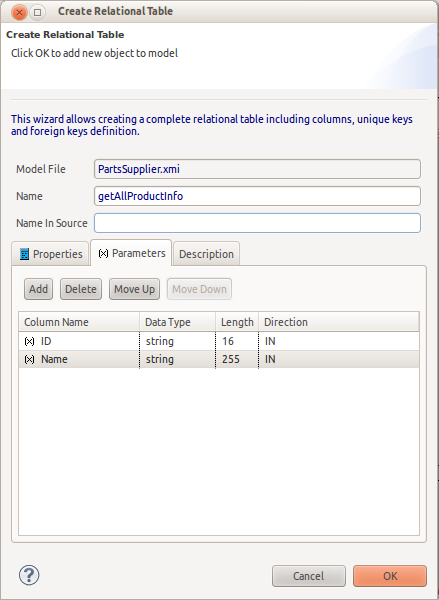 Create Relational Table
Create Relational Table
Click OK to add new object to model
This wizard allows creating a complete relational table including columns, unique keys
and foreign keys definition.
Model File PartsSupplier.xmi
Name getAllProductInfo
Name In Source
Properties (x) Parameters Description
Add Delete Move Up Move Down
Column Name Data Type Length Direction
(x) ID string 16 IN
(x) Name string 255 IN
? Cancel OK